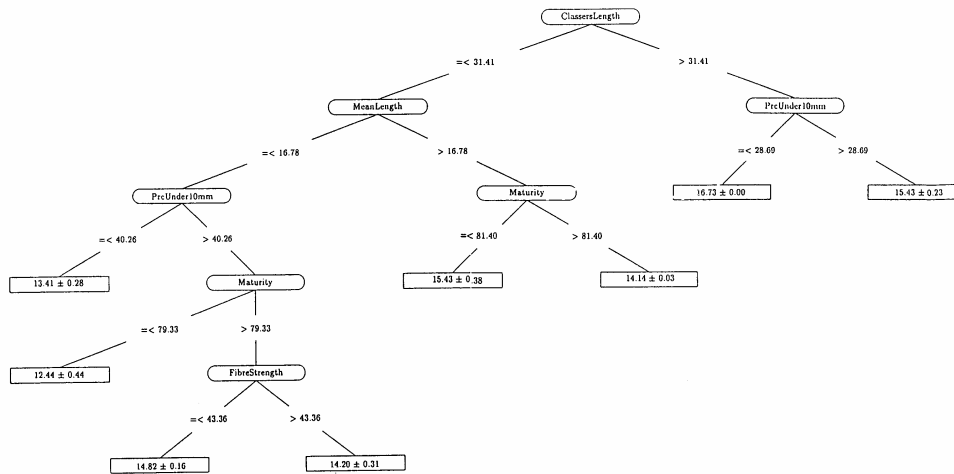 ClassersLength
=< 31.41
> 31.41
MeanLength
PrcUnder10mm
=< 16.78
> 16.78
=< 28.69
> 28.69
PrcUnder10mm
Maturity
16.73 ± 0.00
15.43 ± 0.23
=< 40.26
> 40.26
=< 81.40
> 81.40
13.41 ± 0.28
Maturity
15.43 ± 0.38
14.14 ± 0.03
=< 79.33
> 79.33
12.44 ± 0.44
FibreStrength
=< 43.36
> 43.36
14.82 ± 0.16
14.20 ± 0.31